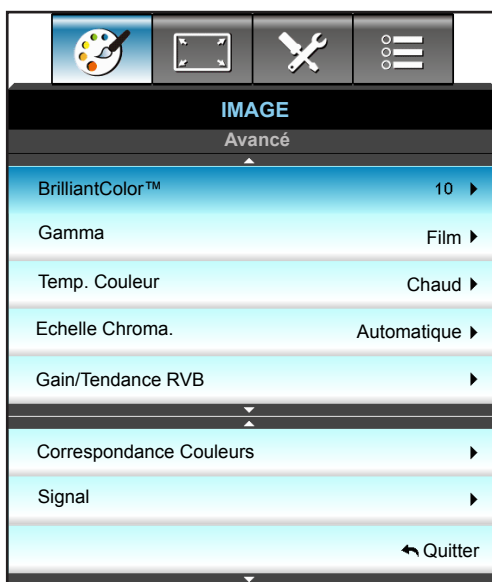 IMAGE
Avancé
BrilliantColor™ 10
Gamma Film
Temp. Couleur Chaud
Echelle Chroma. Automatique
Gain/Tendance RVB
Correspondance Couleurs
Signal
Quitter